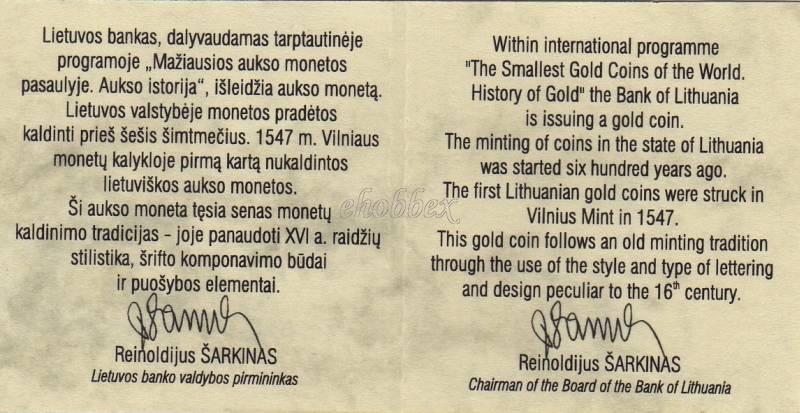 Lietuvos bankas, dalyvaudamas tarptautinėje
programoje „Mažiausios aukso monetos
pasaulyje. Aukso istorija“, išleidžia aukso monetą.
Lietuvos valstybėje monetos pradėtos
kaldinti prieš šešis šimtmečius. 1547 m. Vilniaus
monetų kalykloje pirmą kartą nukaldintos
lietuviškos aukso monetos.
Ši aukso moneta tęsia senas monetų
kaldinimo tradicijas - joje panaudoti XVI a. raidžių
stilistika, šrifto komponavimo būdai
ir puošybos elementai.
Reinoldijus ŠARKINAS
Lietuvos banko valdybos pirmininkas
ehobbex
Within international programme
"The Smallest Gold Coins of the World.
History of Gold" the Bank of Lithuania
is issuing a gold coin.
The minting of coins in the state of Lithuania
was started six hundred years ago.
The first Lithuanian gold coins were struck in
Vilnius Mint in 1547.
This gold coin follows an old minting tradition
through the use of the style and type of lettering
and design peculiar to the 16th century.
Reinoldijus ŠARKINAS
Chairman of the Board of the Bank of Lithuania